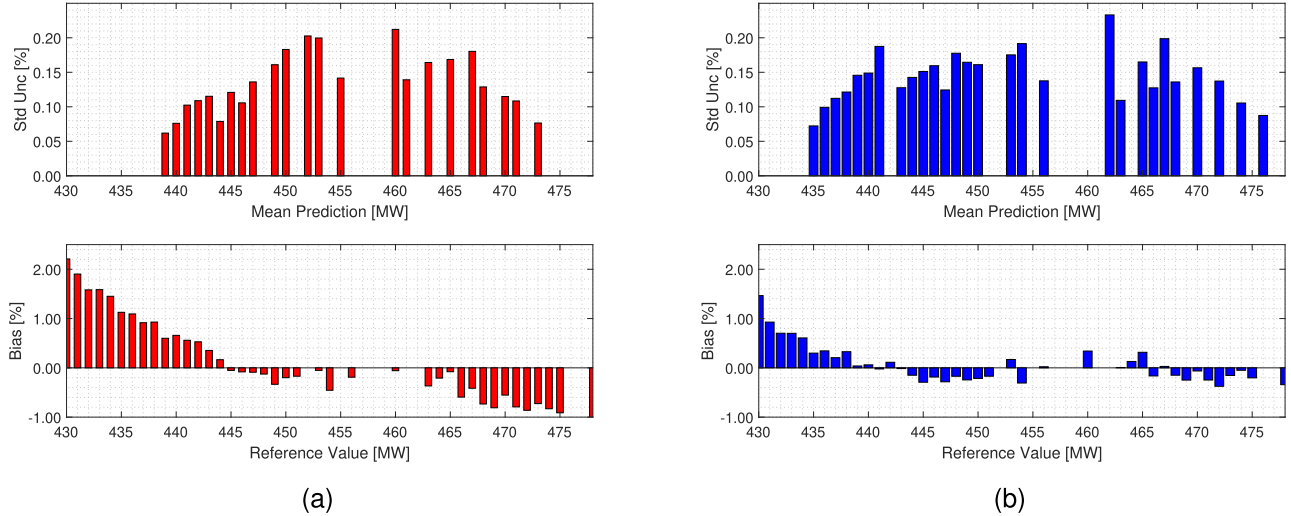 Std Unc [%]
0.20
0.15
0.10
0.05
0.00
430 435 440 445 450 455 460 465 470 475
Mean Prediction [MW]
Bias [%]
2.00
1.00
0.00
-1.00
430 435 440 445 450 455 460 465 470 475
Reference Value [MW]
(a)
Std Unc [%]
0.20
0.15
0.10
0.05
0.00
430 435 440 445 450 455 460 465 470 475
Mean Prediction [MW]
Bias [%]
2.00
1.00
0.00
-1.00
430 435 440 445 450 455 460 465 470 475
Reference Value [MW]
(b)